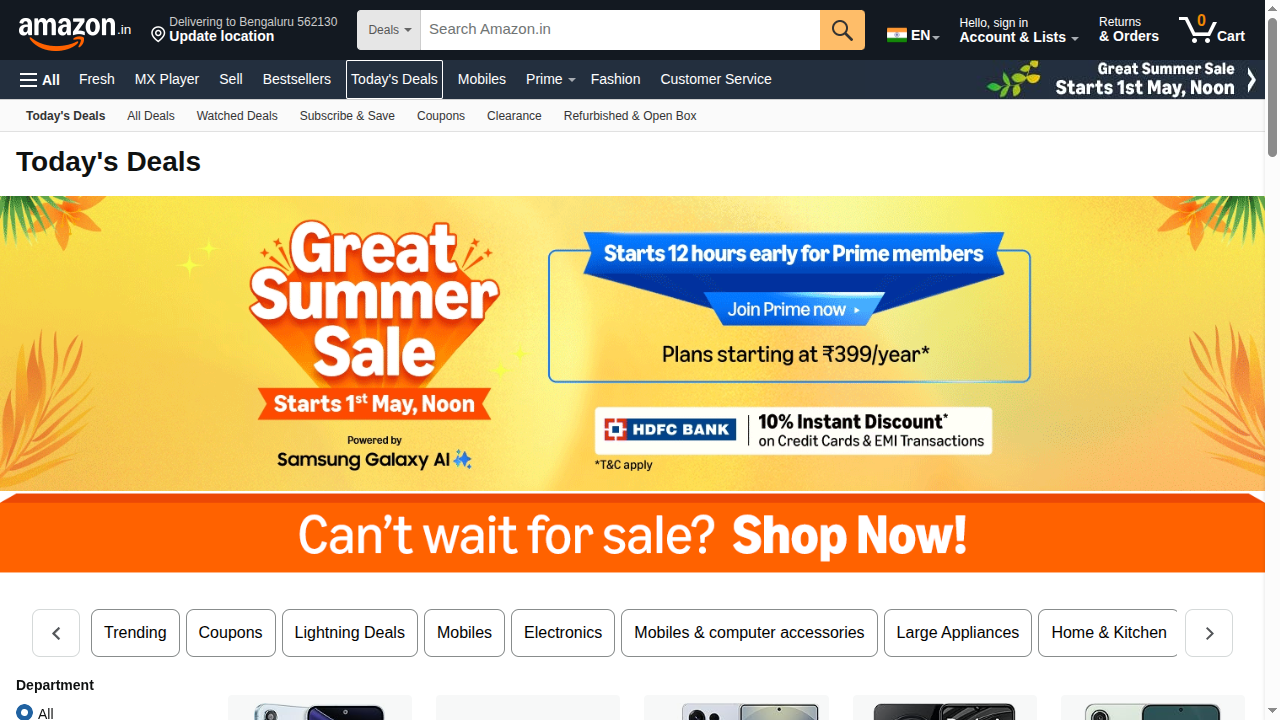 amazon.in
Delivering to Bengaluru 562130
Update location
Deals
Search Amazon.in
EN
Hello, sign in
Account & Lists
Returns
& Orders
0
Cart
All
Fresh
MX Player
Sell
Bestsellers
Today's Deals
Mobiles
Prime
Fashion
Customer Service
Great Summer Sale
Starts 1st May, Noon
Today's Deals
All Deals
Watched Deals
Subscribe & Save
Coupons
Clearance
Refurbished & Open Box
Today's Deals
Great
Summer
Sale
Starts 1st May, Noon
Powered by
Samsung Galaxy AI
Starts 12 hours early for Prime members
Join Prime now
Plans starting at ₹399/year*
HDFC BANK
10% Instant Discount*
on Credit Cards & EMI Transactions
*T&C apply
Can't wait for sale? Shop Now!
Trending
Coupons
Lightning Deals
Mobiles
Electronics
Mobiles & computer accessories
Large Appliances
Home & Kitchen
Department
All